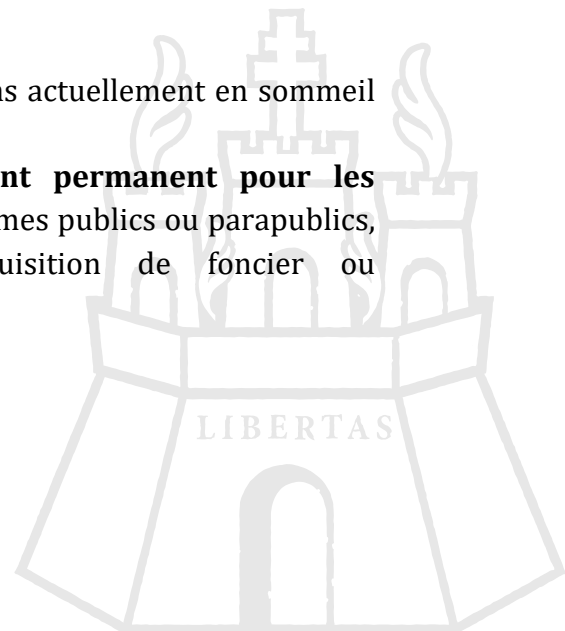 ns actuellement en sommeil
nt permanent pour les
mes publics ou parapublics,
uisition de foncier ou
LIBERTAS